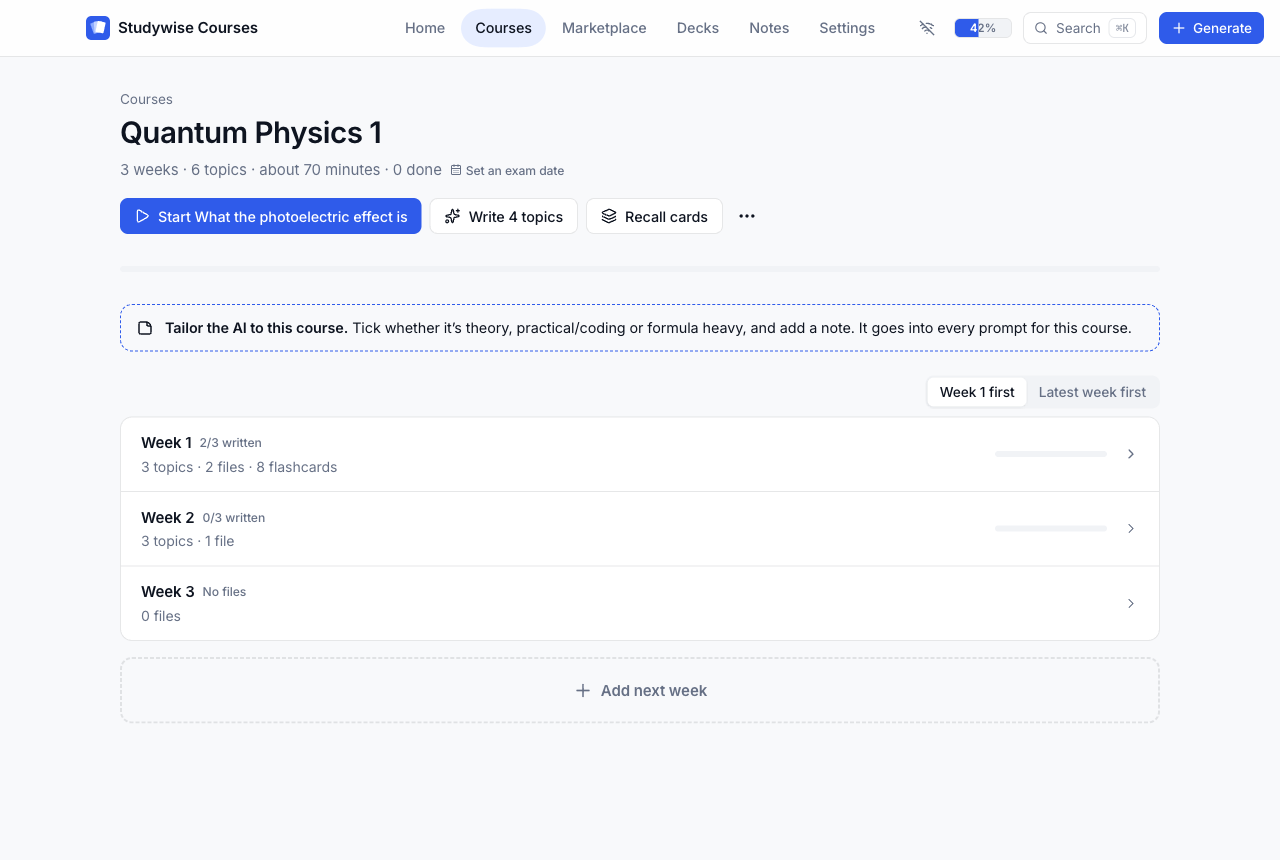 Studywise Courses
Home Courses Marketplace Decks Notes Settings 42% Search ⌘K Generate
Courses
Quantum Physics 1
3 weeks · 6 topics · about 70 minutes · 0 done Set an exam date
Start What the photoelectric effect is Write 4 topics Recall cards
Tailor the AI to this course. Tick whether it’s theory, practical/coding or formula heavy, and add a note. It goes into every prompt for this course.
Week 1 first Latest week first
Week 1 2/3 written
3 topics · 2 files · 8 flashcards
Week 2 0/3 written
3 topics · 1 file
Week 3 No files
0 files
Add next week